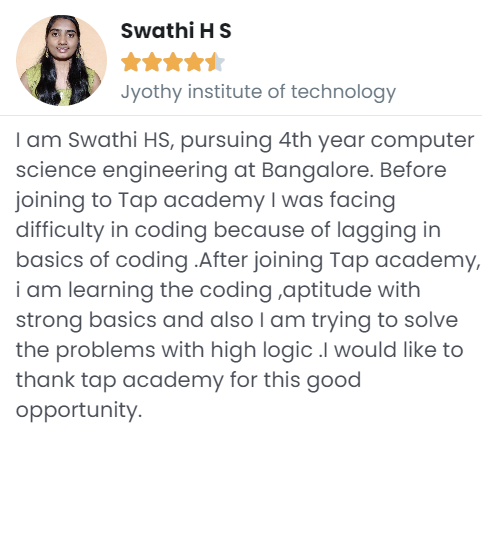 Swathi H S
Jyothy institute of technology
I am Swathi HS, pursuing 4th year computer
science engineering at Bangalore. Before
joining to Tap academy I was facing
difficulty in coding because of lagging in
basics of coding .After joining Tap academy,
i am learning the coding ,aptitude with
strong basics and also I am trying to solve
the problems with high logic .I would like to
thank tap academy for this good
opportunity.